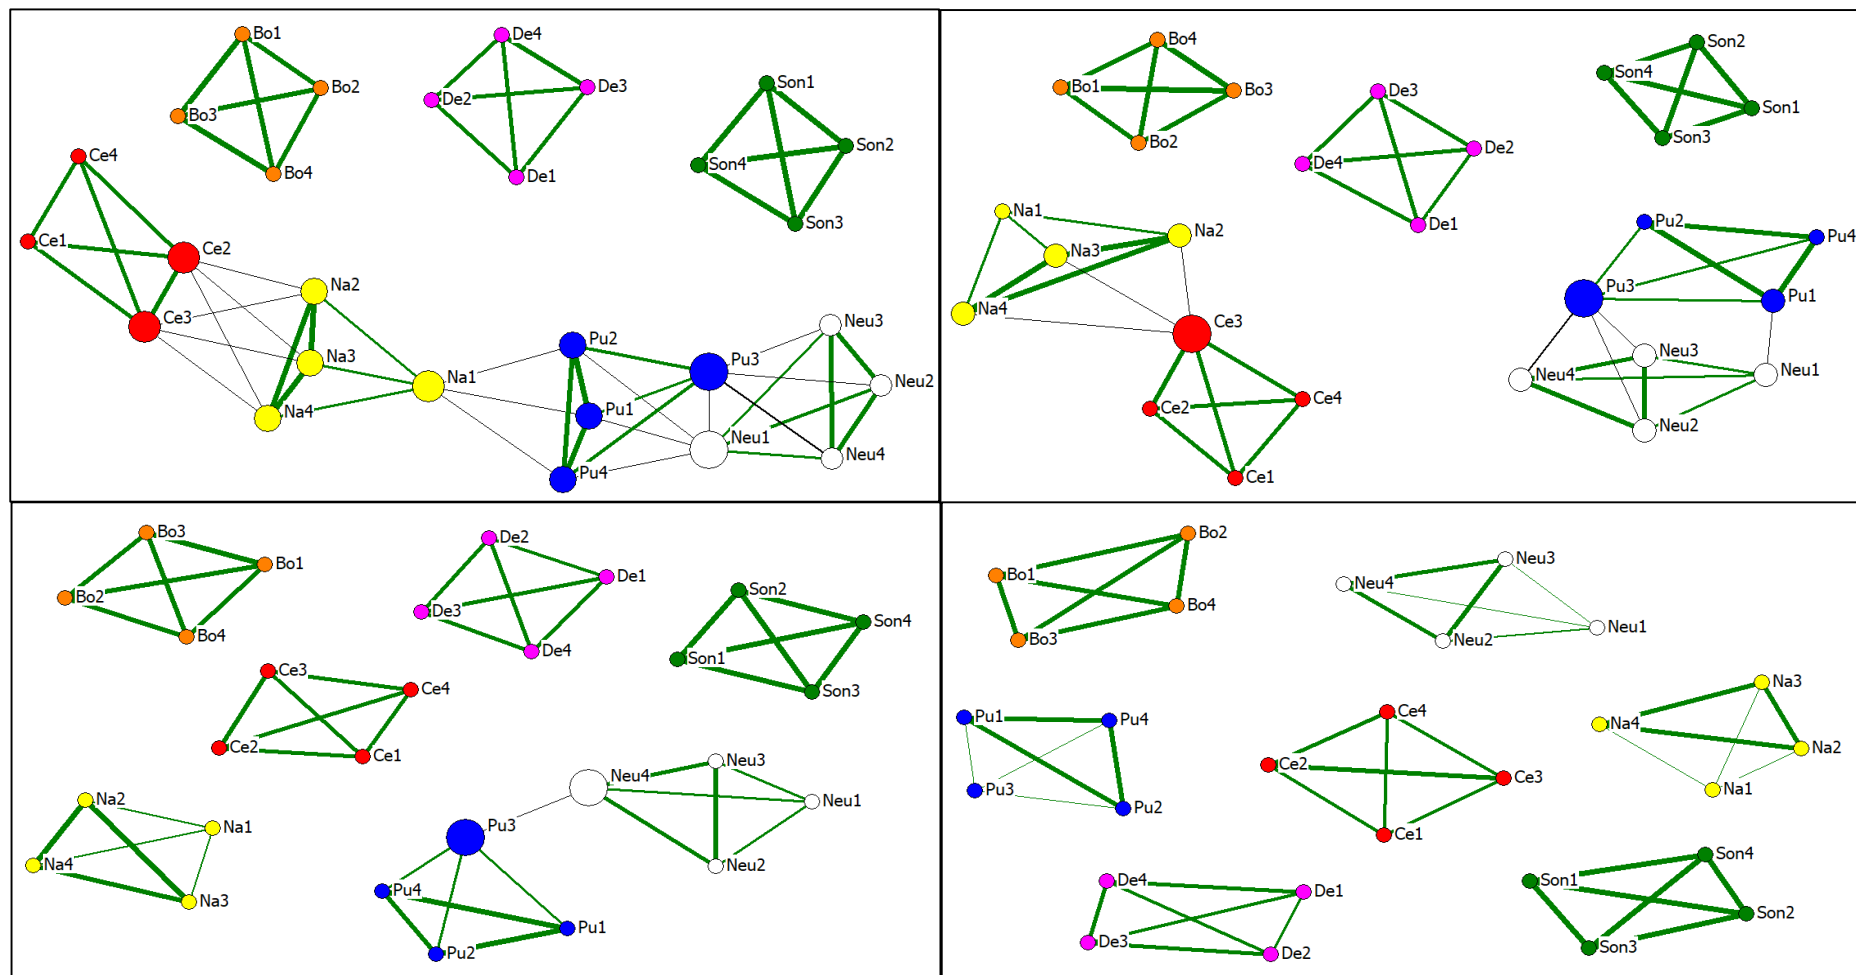 Bo1
Bo2
Bo3
Bo4
De4
De3
De2
De1
Son1
Son2
Son4
Son3
Ce4
Ce1
Ce2
Ce3
Na2
Na3
Na4
Na1
Pu2
Pu1
Pu4
Pu3
Neu3
Neu2
Neu1
Neu4
Bo4
Bo1
Bo3
Bo2
De3
De2
De4
De1
Son2
Son4
Son1
Son3
Na1
Na2
Na3
Na4
Ce3
Ce2
Ce4
Ce1
Pu2
Pu4
Pu3
Pu1
Neu3
Neu4
Neu1
Neu2
Bo3
Bo1
Bo2
Bo4
De2
De1
De3
De4
Son2
Son4
Son1
Son3
Ce3
Ce4
Ce2
Ce1
Na2
Na1
Na4
Na3
Neu3
Neu4
Neu1
Neu2
Pu3
Pu4
Pu1
Pu2
Bo2
Bo1
Bo4
Bo3
Neu3
Neu4
Neu1
Neu2
Pu1
Pu4
Pu3
Pu2
Ce4
Ce2
Ce3
Ce1
Na3
Na4
Na2
Na1
De4
De1
De3
De2
Son4
Son1
Son2
Son3